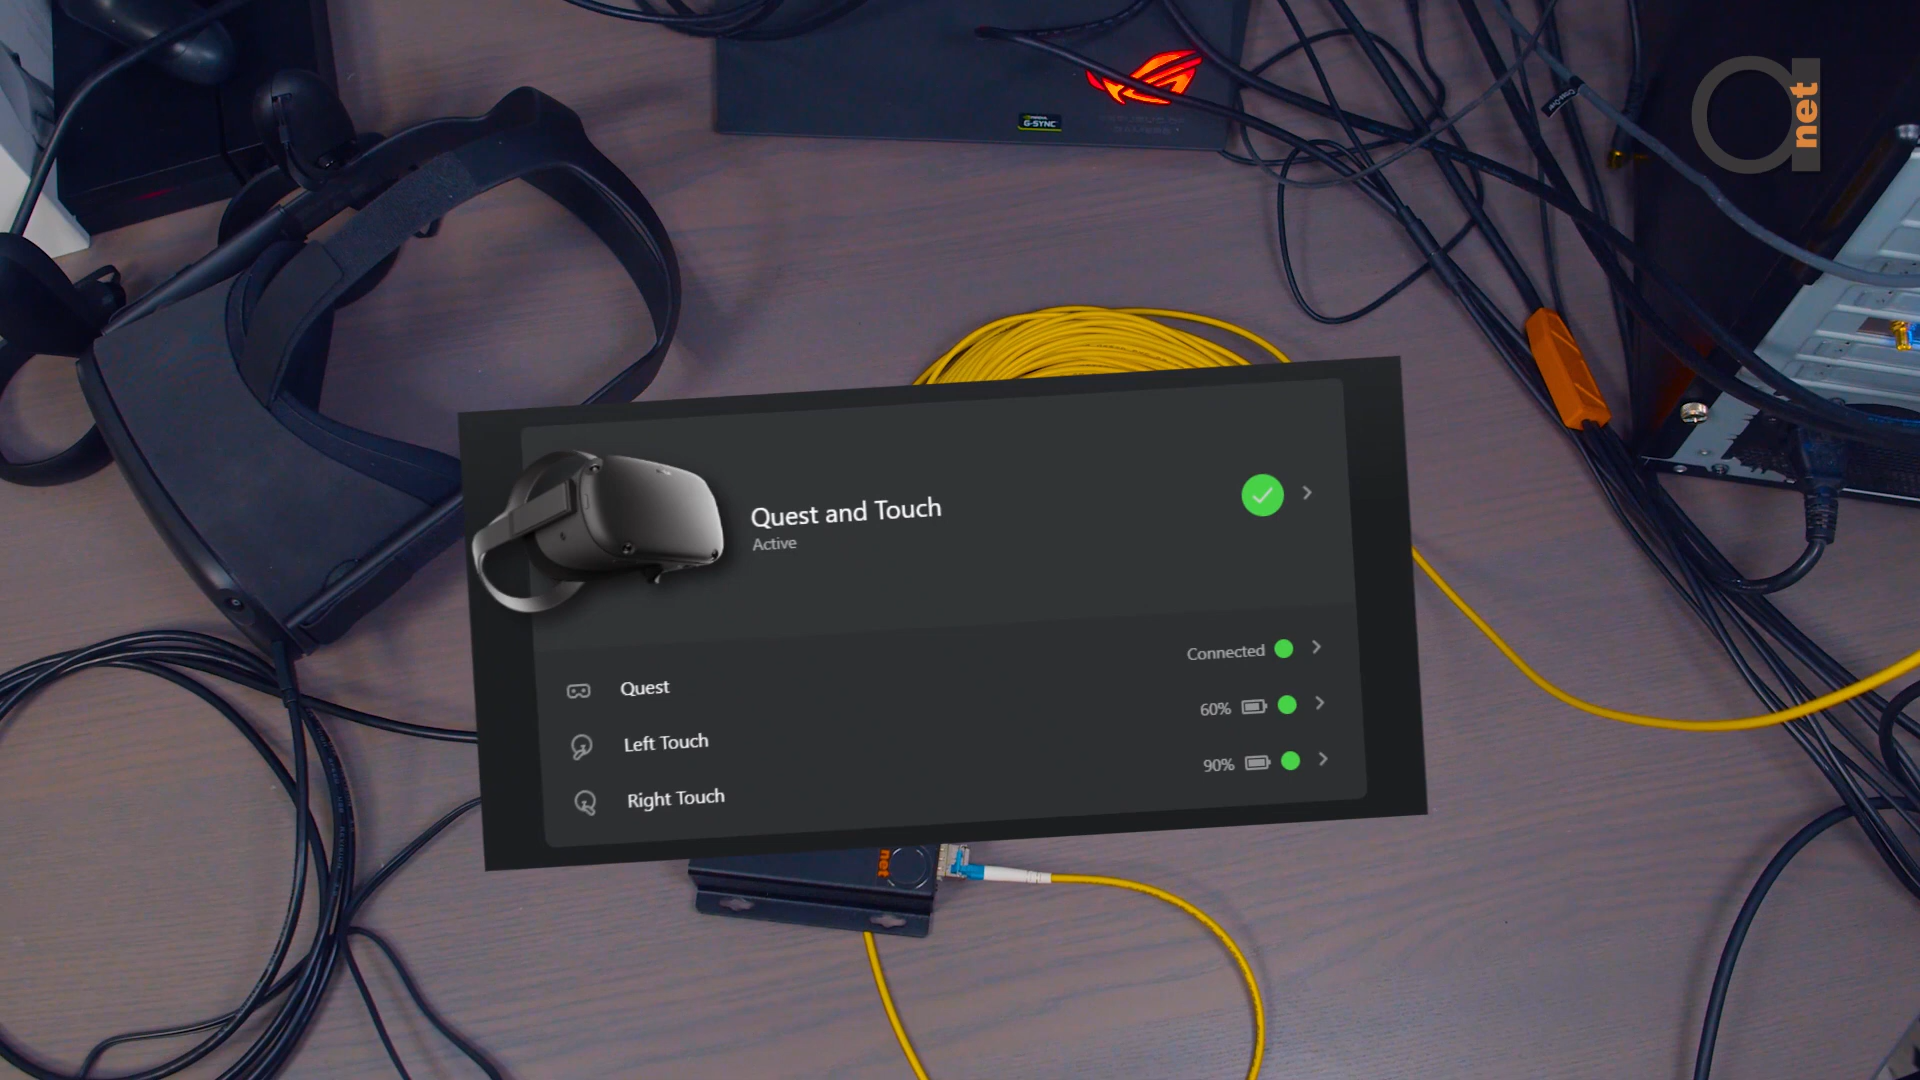 G-SYNC
a
net
Quest and Touch
Active
Quest
Connected
Left Touch
60%
Right Touch
90%
net